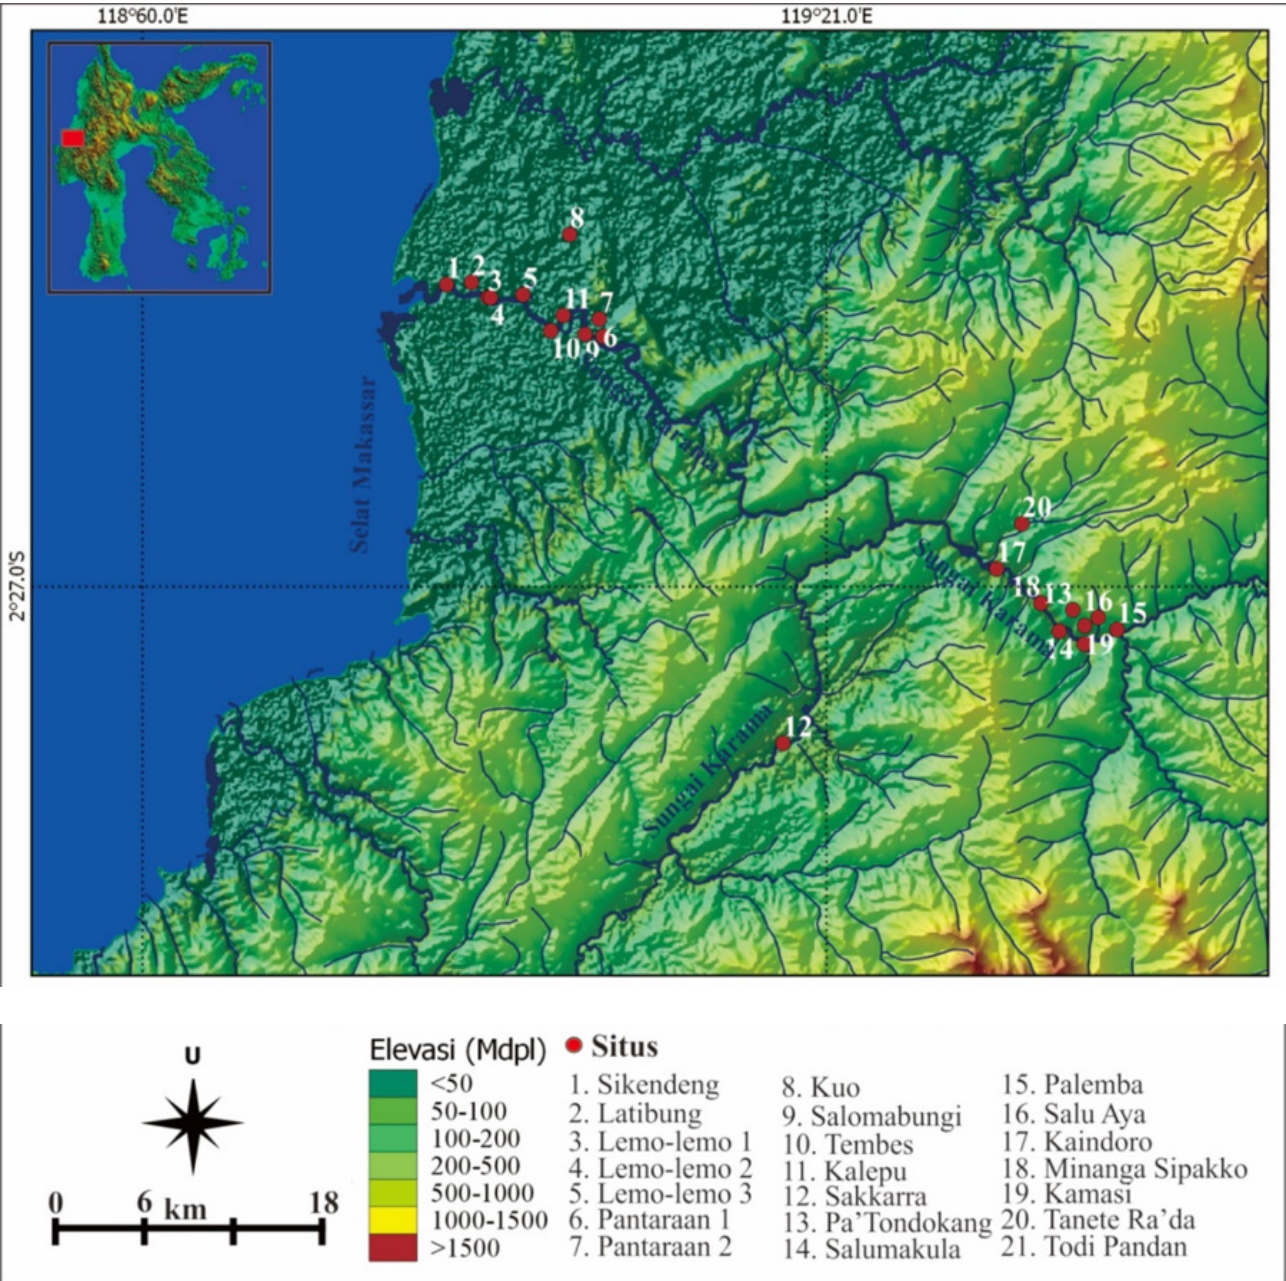 118°60.0'E
119°21.0'E
8
1
2
3
5
4
11
7
10
9
6
Sungai Karama
Selat Makassar
20
2°27.0'S
17
Sungai Karama
18
13
16
15
14
19
12
Sungai Karama
U
0
6
km
18
Elevasi (Mdpl)
<50
50-100
100-200
200-500
500-1000
1000-1500
>1500
Situs
1. Sikendeng
2. Latibung
3. Lemo-lemo 1
4. Lemo-lemo 2
5. Lemo-lemo 3
6. Pantaraan 1
7. Pantaraan 2
8. Kuo
9. Salomabungi
10. Tembes
11. Kalepu
12. Sakkarra
13. Pa’Tondokang
14. Salumakula
15. Palemba
16. Salu Aya
17. Kaindoro
18. Minanga Sipakko
19. Kamasi
20. Tanete Ra’da
21. Todi Pandan